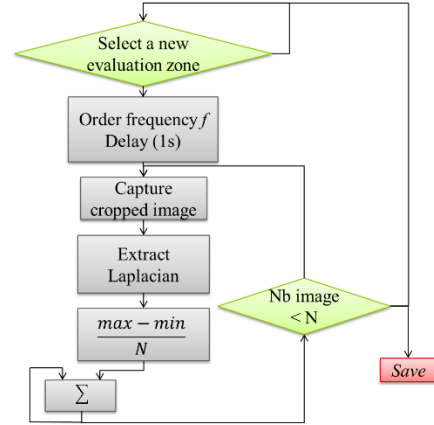 Select a new
evaluation zone
Order frequency f
Delay (1s)
Capture
cropped image
Extract
Laplacian
max − min
N
∑
Nb image
< N
Save